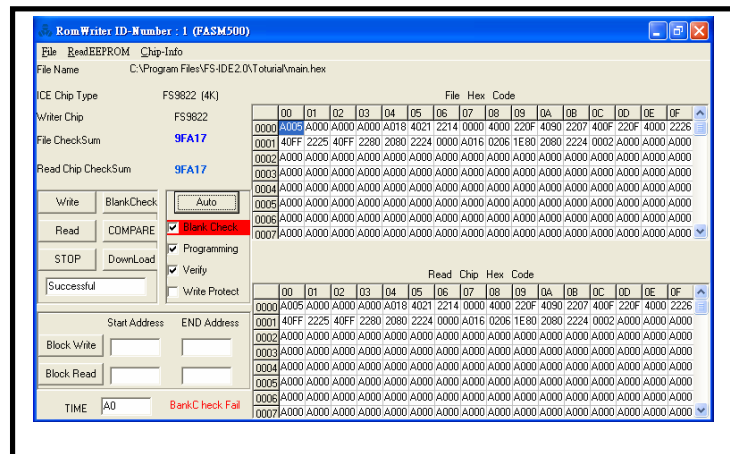 RomWriter ID-Number : 1 (FASM500)
File ReadEEPROM Chip-Info
File Name C:\Program Files\FS-IDE2.0\Toturial\main.hex
ICE Chip Type FS9822 (4K)
Writer Chip FS9822
File CheckSum 9FA17
Read Chip CheckSum 9FA17
Write BlankCheck Auto
Read COMPARE Blank Check
Programming
STOP DownLoad
Verify
Successful
Write Protect
Start Address END Address
Block Write
Block Read
TIME A0 BankC heck Fail
File Hex Code
00 01 02 03 04 05 06 07 08 09 0A 0B 0C 0D 0E 0F
0000 A005 A000 A000 A000 A018 4021 2214 0000 4000 220F 4090 2207 400F 220F 4000 2226
0001 40FF 2225 40FF 2280 2080 2224 0000 A016 0206 1E80 2080 2224 0002 A000 A000 A000
0002 A000 A000 A000 A000 A000 A000 A000 A000 A000 A000 A000 A000 A000 A000 A000 A000
0003 A000 A000 A000 A000 A000 A000 A000 A000 A000 A000 A000 A000 A000 A000 A000 A000
0004 A000 A000 A000 A000 A000 A000 A000 A000 A000 A000 A000 A000 A000 A000 A000 A000
0005 A000 A000 A000 A000 A000 A000 A000 A000 A000 A000 A000 A000 A000 A000 A000 A000
0006 A000 A000 A000 A000 A000 A000 A000 A000 A000 A000 A000 A000 A000 A000 A000 A000
0007 A000 A000 A000 A000 A000 A000 A000 A000 A000 A000 A000 A000 A000 A000 A000 A000
Read Chip Hex Code
00 01 02 03 04 05 06 07 08 09 0A 0B 0C 0D 0E 0F
0000 A005 A000 A000 A000 A018 4021 2214 0000 4000 220F 4090 2207 400F 220F 4000 2226
0001 40FF 2225 40FF 2280 2080 2224 0000 A016 0206 1E80 2080 2224 0002 A000 A000 A000
0002 A000 A000 A000 A000 A000 A000 A000 A000 A000 A000 A000 A000 A000 A000 A000 A000
0003 A000 A000 A000 A000 A000 A000 A000 A000 A000 A000 A000 A000 A000 A000 A000 A000
0004 A000 A000 A000 A000 A000 A000 A000 A000 A000 A000 A000 A000 A000 A000 A000 A000
0005 A000 A000 A000 A000 A000 A000 A000 A000 A000 A000 A000 A000 A000 A000 A000 A000
0006 A000 A000 A000 A000 A000 A000 A000 A000 A000 A000 A000 A000 A000 A000 A000 A000
0007 A000 A000 A000 A000 A000 A000 A000 A000 A000 A000 A000 A000 A000 A000 A000 A000